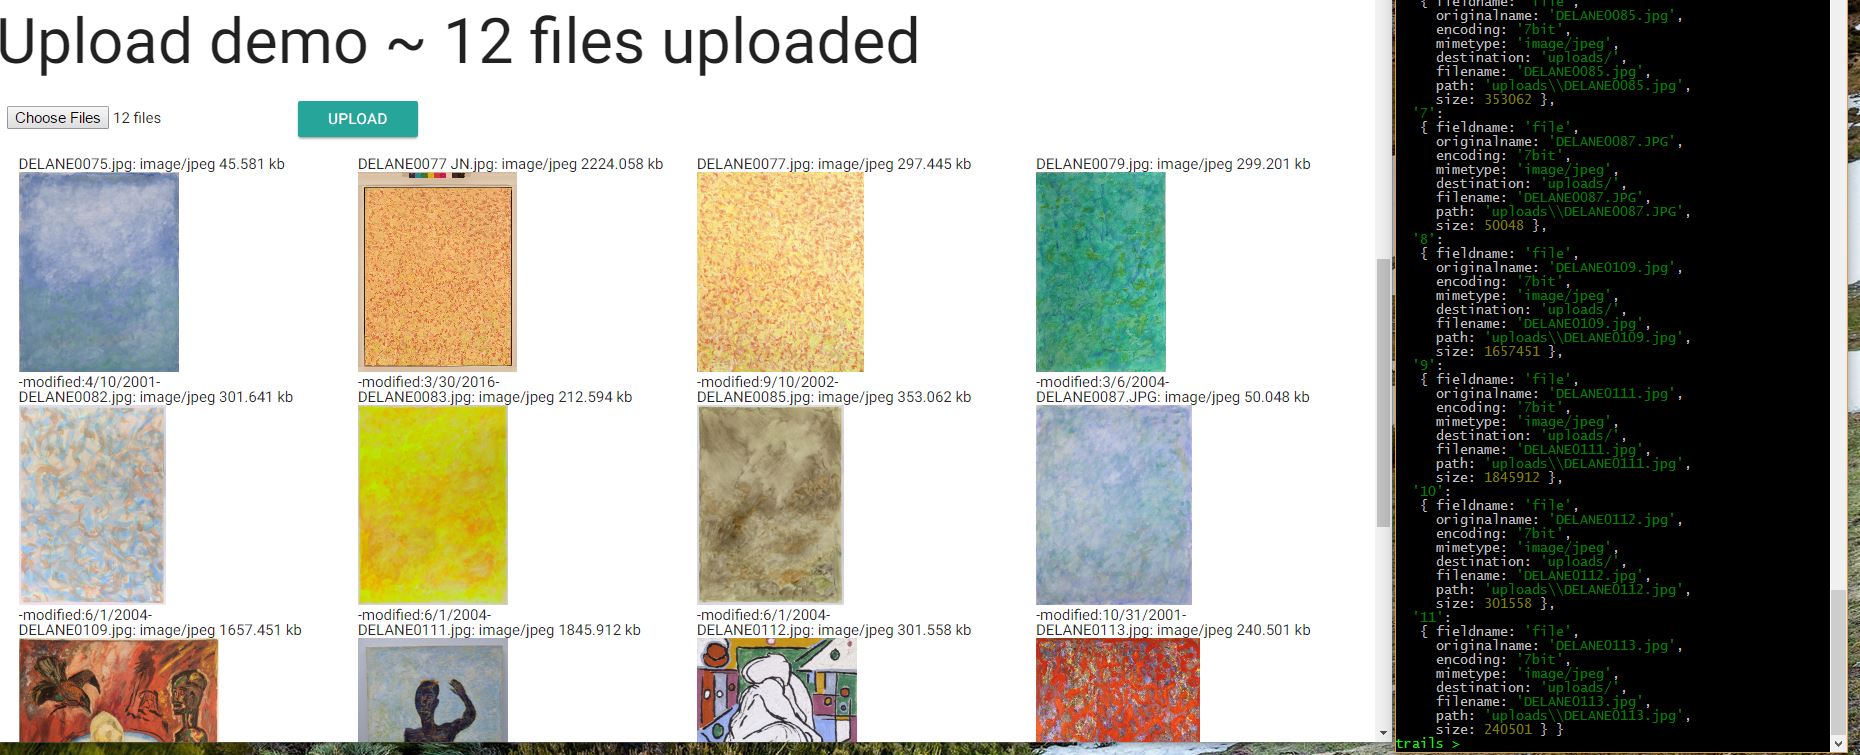 Upload demo ~ 12 files uploaded
Choose Files 12 files UPLOAD
DELANE0075.jpg: image/jpeg 45.581 kb
DELANE0077 JN.jpg: image/jpeg 2224.058 kb
DELANE0077.jpg: image/jpeg 297.445 kb
DELANE0079.jpg: image/jpeg 299.201 kb
-modified:4/10/2001-
-modified:3/30/2016-
-modified:9/10/2002-
-modified:3/6/2004-
DELANE0082.jpg: image/jpeg 301.641 kb
DELANE0083.jpg: image/jpeg 212.594 kb
DELANE0085.jpg: image/jpeg 353.062 kb
DELANE0087.JPG: image/jpeg 50.048 kb
-modified:6/1/2004-
-modified:6/1/2004-
-modified:6/1/2004-
-modified:10/31/2001-
DELANE0109.jpg: image/jpeg 1657.451 kb
DELANE0111.jpg: image/jpeg 1845.912 kb
DELANE0112.jpg: image/jpeg 301.558 kb
DELANE0113.jpg: image/jpeg 240.501 kb
{ fieldname: 'file',
originalname: 'DELANE0085.jpg',
encoding: '7bit',
mimetype: 'image/jpeg',
destination: 'uploads/',
filename: 'DELANE0085.jpg',
path: 'uploads\\DELANE0085.jpg',
size: 353062 },
'7':
{ fieldname: 'file',
originalname: 'DELANE0087.JPG',
encoding: '7bit',
mimetype: 'image/jpeg',
destination: 'uploads/',
filename: 'DELANE0087.JPG',
path: 'uploads\\DELANE0087.JPG',
size: 50048 },
'8':
{ fieldname: 'file',
originalname: 'DELANE0109.jpg',
encoding: '7bit',
mimetype: 'image/jpeg',
destination: 'uploads/',
filename: 'DELANE0109.jpg',
path: 'uploads\\DELANE0109.jpg',
size: 1657451 },
'9':
{ fieldname: 'file',
originalname: 'DELANE0111.jpg',
encoding: '7bit',
mimetype: 'image/jpeg',
destination: 'uploads/',
filename: 'DELANE0111.jpg',
path: 'uploads\\DELANE0111.jpg',
size: 1845912 },
'10':
{ fieldname: 'file',
originalname: 'DELANE0112.jpg',
encoding: '7bit',
mimetype: 'image/jpeg',
destination: 'uploads/',
filename: 'DELANE0112.jpg',
path: 'uploads\\DELANE0112.jpg',
size: 301558 },
'11':
{ fieldname: 'file',
originalname: 'DELANE0113.jpg',
encoding: '7bit',
mimetype: 'image/jpeg',
destination: 'uploads/',
filename: 'DELANE0113.jpg',
path: 'uploads\\DELANE0113.jpg',
size: 240501 } }
trails >